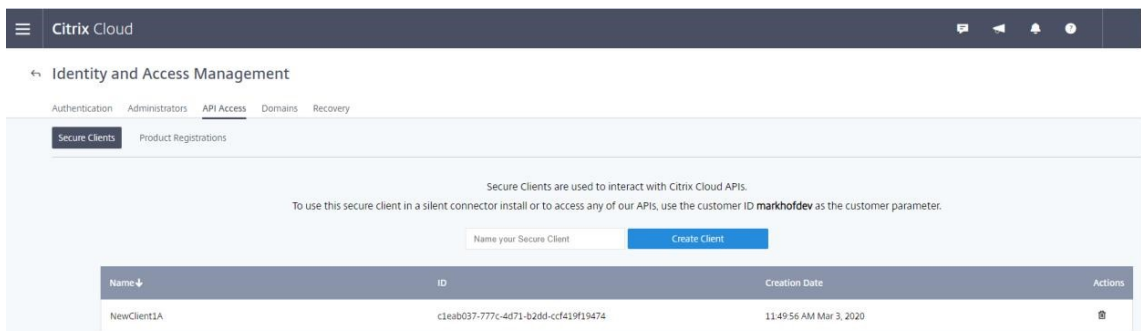 Citrix Cloud
Identity and Access Management
Authentication Administrators API Access Domains Recovery
Secure Clients Product Registrations
Secure Clients are used to interact with Citrix Cloud APIs.
To use this secure client in a silent connector install or to access any of our APIs, use the customer ID markhofdev as the customer parameter.
Name your Secure Client Create Client
Name ID Creation Date Actions
NewClient1A c1eab037-777c-4d71-b2dd-ccf419f19474 11:49:56 AM Mar 3, 2020